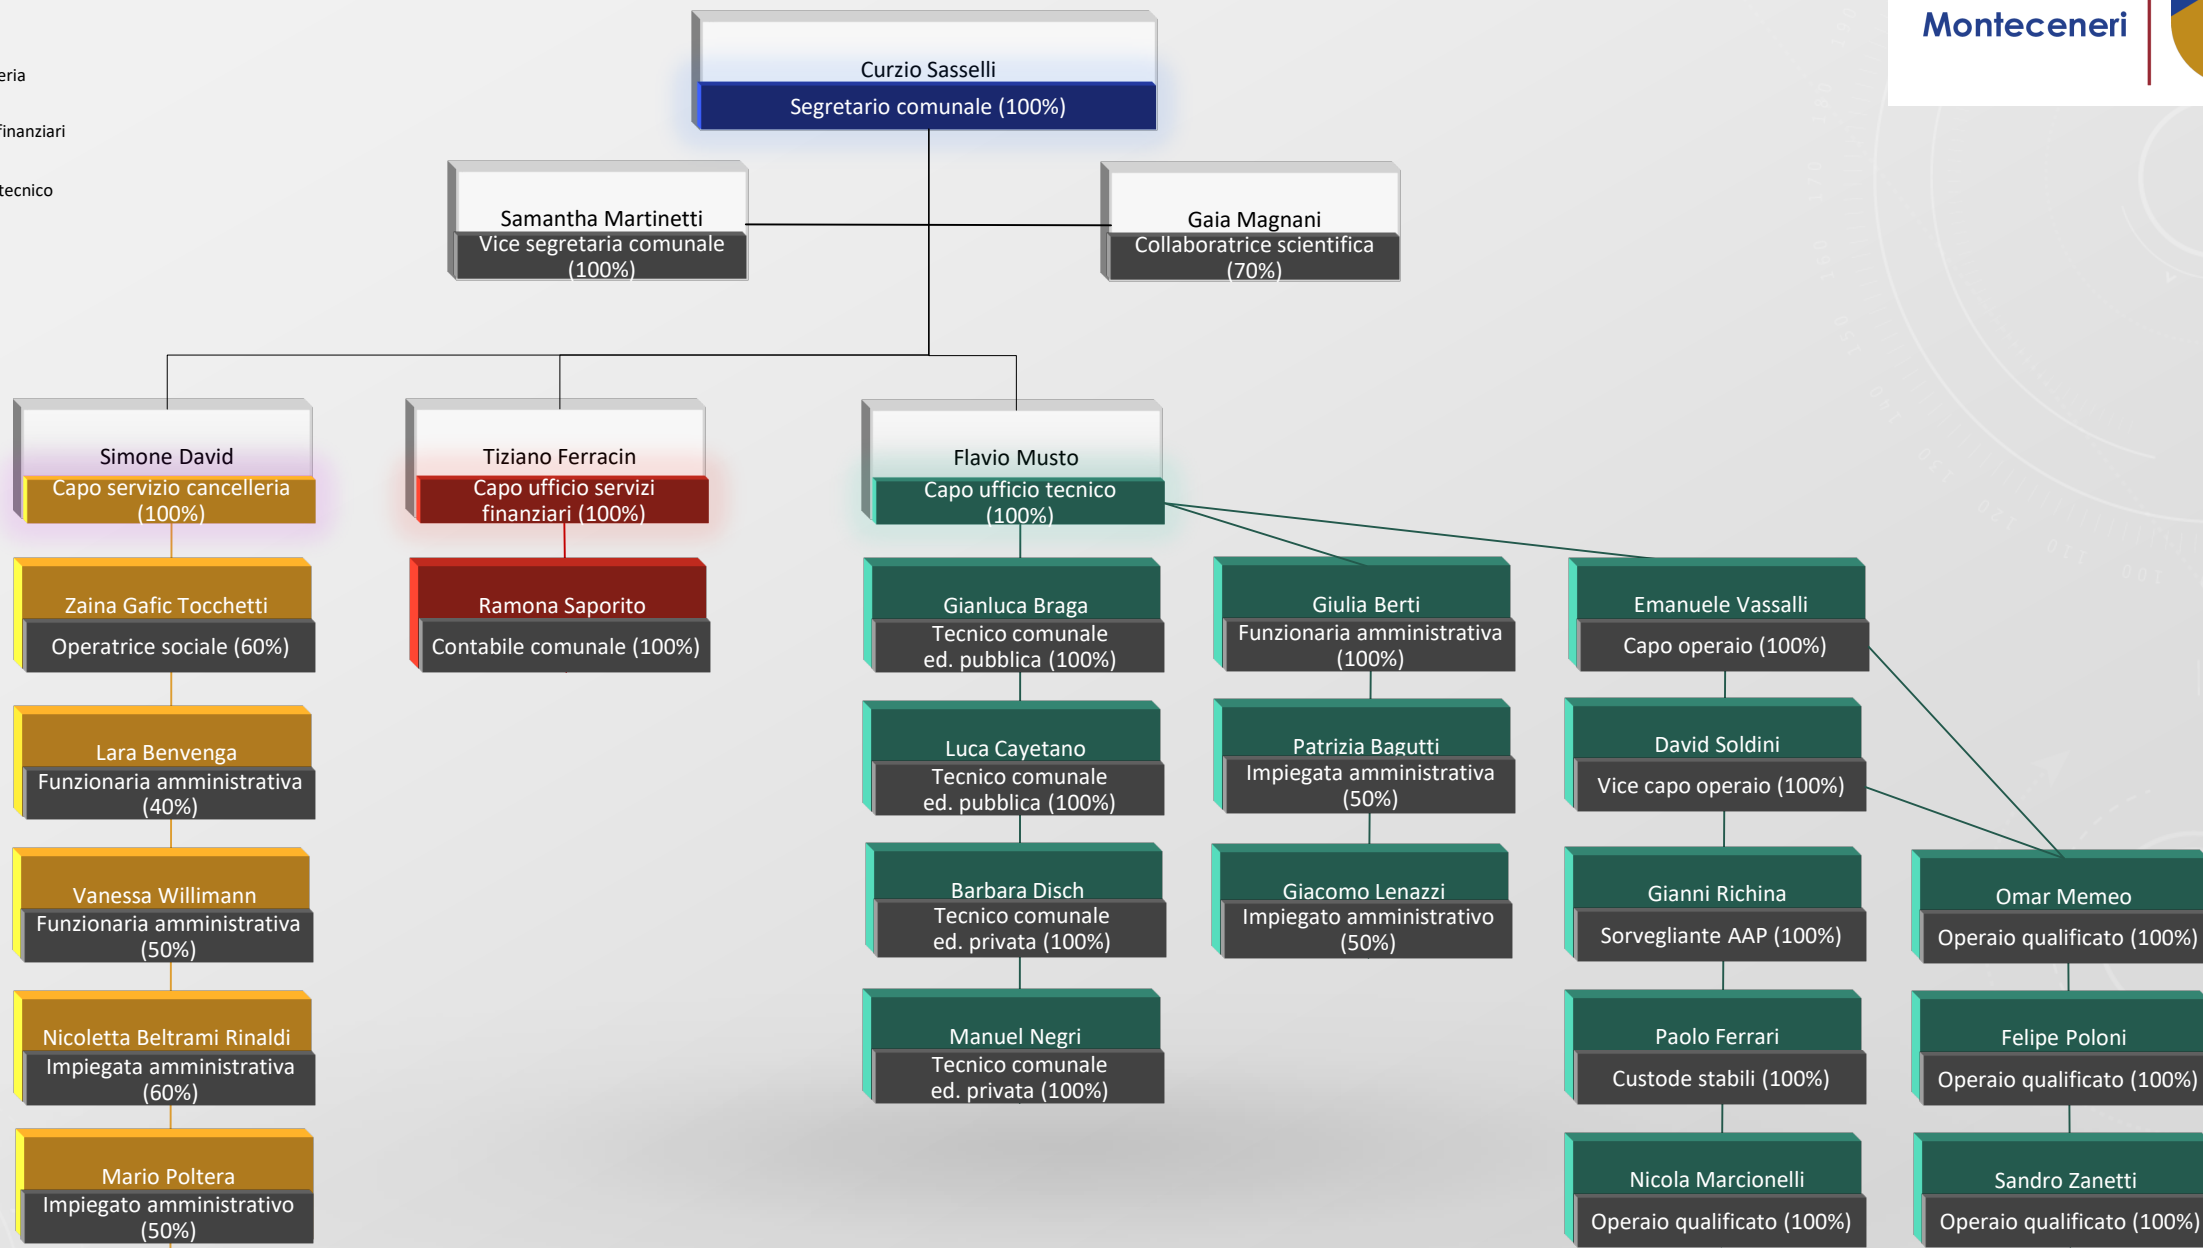 Monteceneri
finanziari
tecnico
Curzio Sasselli
Segretario comunale (100%)
Samantha Martinetti
Vice segretaria comunale
(100%)
Gaia Magnani
Collaboratrice scientifica
(70%)
Simone David
Capo servizio cancelleria
(100%)
Tiziano Ferracin
Capo ufficio servizi
finanziari (100%)
Flavio Musto
Capo ufficio tecnico
(100%)
Zaina Gafic Tocchetti
Operatrice sociale (60%)
Ramona Saporito
Contabile comunale (100%)
Gianluca Braga
Tecnico comunale
ed. pubblica (100%)
Giulia Berti
Funzionaria amministrativa
(100%)
Emanuele Vassalli
Capo operaio (100%)
Lara Benvenga
Funzionaria amministrativa
(40%)
Luca Cayetano
Tecnico comunale
ed. pubblica (100%)
Patrizia Bagutti
Impiegata amministrativa
(50%)
David Soldini
Vice capo operaio (100%)
Vanessa Willimann
Funzionaria amministrativa
(50%)
Barbara Disch
Tecnico comunale
ed. privata (100%)
Giacomo Lenazzi
Impiegato amministrativo
(50%)
Gianni Richina
Sorvegliante AAP (100%)
Omar Memeo
Operaio qualificato (100%)
Nicoletta Beltrami Rinaldi
Impiegata amministrativa
(60%)
Manuel Negri
Tecnico comunale
ed. privata (100%)
Paolo Ferrari
Custode stabili (100%)
Felipe Poloni
Operaio qualificato (100%)
Mario Poltera
Impiegato amministrativo
(50%)
Nicola Marcionelli
Operaio qualificato (100%)
Sandro Zanetti
Operaio qualificato (100%)